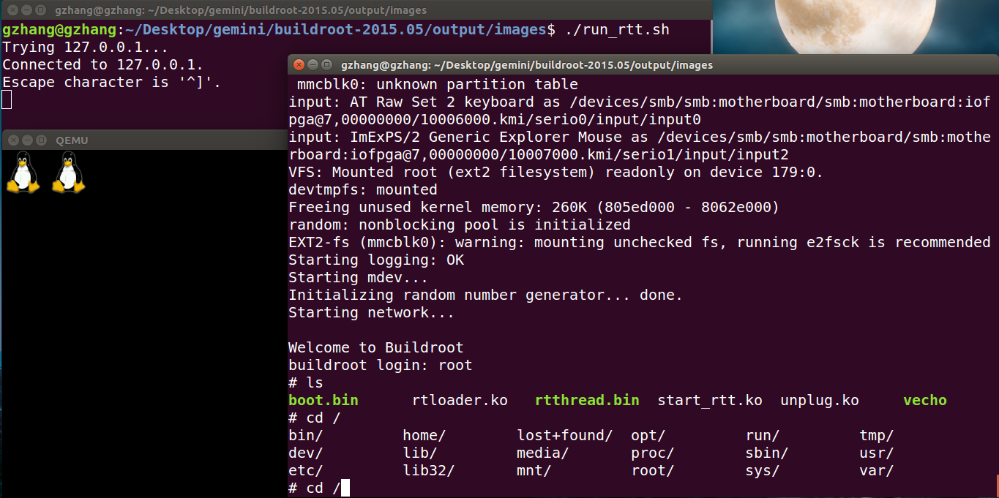 gzhang@gzhang: ~/Desktop/gemini/buildroot-2015.05/output/images
gzhang@gzhang:~/Desktop/gemini/buildroot-2015.05/output/images$ ./run_rtt.sh
Trying 127.0.0.1...
Connected to 127.0.0.1.
Escape character is '^]'.
QEMU
gzhang@gzhang: ~/Desktop/gemini/buildroot-2015.05/output/images
mmcblk0: unknown partition table
input: AT Raw Set 2 keyboard as /devices/smb/smb:motherboard/smb:motherboard:iof
pga@7,00000000/10006000.kmi/serio0/input/input0
input: ImExPS/2 Generic Explorer Mouse as /devices/smb/smb:motherboard/smb:mothe
rboard:iofpga@7,00000000/10007000.kmi/serio1/input/input2
VFS: Mounted root (ext2 filesystem) readonly on device 179:0.
devtmpfs: mounted
Freeing unused kernel memory: 260K (805ed000 - 8062e000)
random: nonblocking pool is initialized
EXT2-fs (mmcblk0): warning: mounting unchecked fs, running e2fsck is recommended
Starting logging: OK
Starting mdev...
Initializing random number generator... done.
Starting network...
Welcome to Buildroot
buildroot login: root
# ls
boot.bin rtloader.ko rtthread.bin start_rtt.ko unplug.ko vecho
# cd /
bin/ home/ lost+found/ opt/ run/ tmp/
dev/ lib/ media/ proc/ sbin/ usr/
etc/ lib32/ mnt/ root/ sys/ var/
# cd /